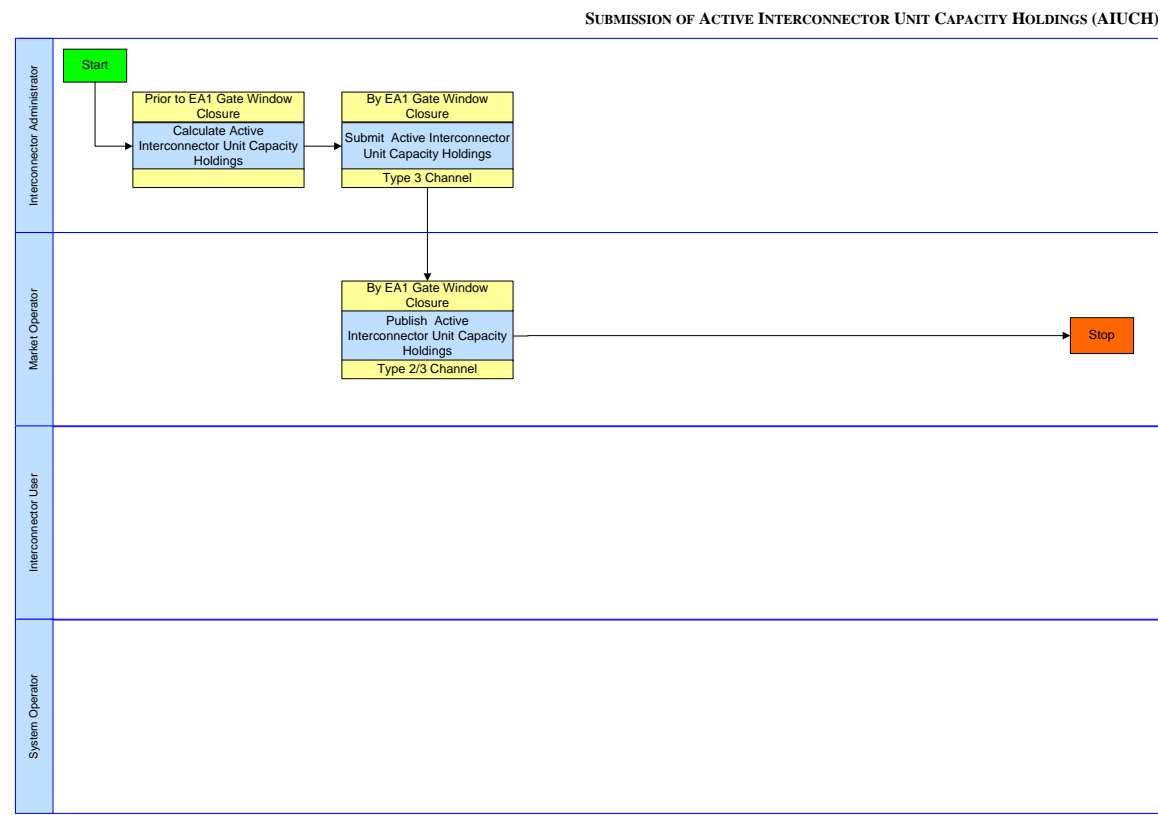 SUBMISSION OF ACTIVE INTERCONNECTOR UNIT CAPACITY HOLDINGS (AIUCH)
Interconnector Administrator
Start
Prior to EA1 Gate Window
Closure
Calculate Active
Interconnector Unit Capacity
Holdings
By EA1 Gate Window
Closure
Submit Active Interconnector
Unit Capacity Holdings
Type 3 Channel
Market Operator
By EA1 Gate Window
Closure
Publish Active
Interconnector Unit Capacity
Holdings
Type 2/3 Channel
Stop
Interconnector User
System Operator